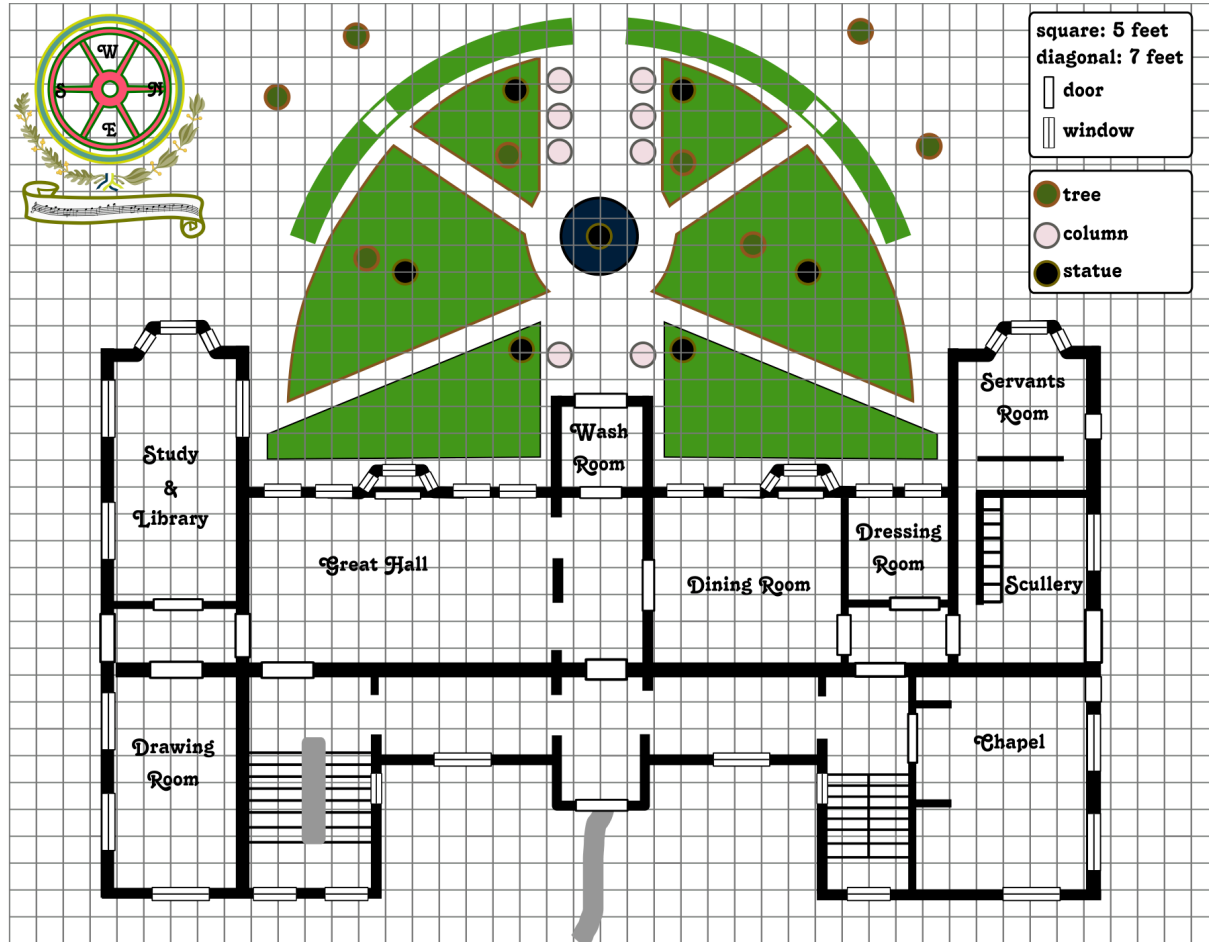 W
S
N
E
square: 5 feet
diagonal: 7 feet
door
window
tree
column
statue
Servants
Room
Wash
Room
Study
&
Library
Great Hall
Dining Room
Dressing
Room
Scullery
Drawing
Room
Chapel